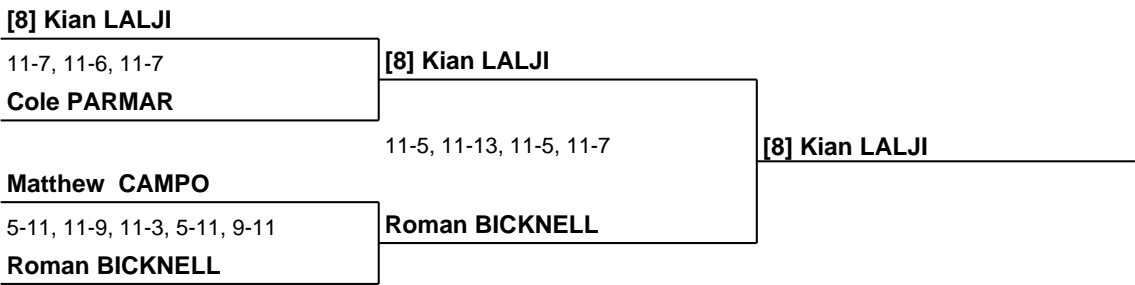 [8] Kian LALJI
11-7, 11-6, 11-7
Cole PARMAR
[8] Kian LALJI
11-5, 11-13, 11-5, 11-7
[8] Kian LALJI
Matthew CAMPO
5-11, 11-9, 11-3, 5-11, 9-11
Roman BICKNELL
Roman BICKNELL